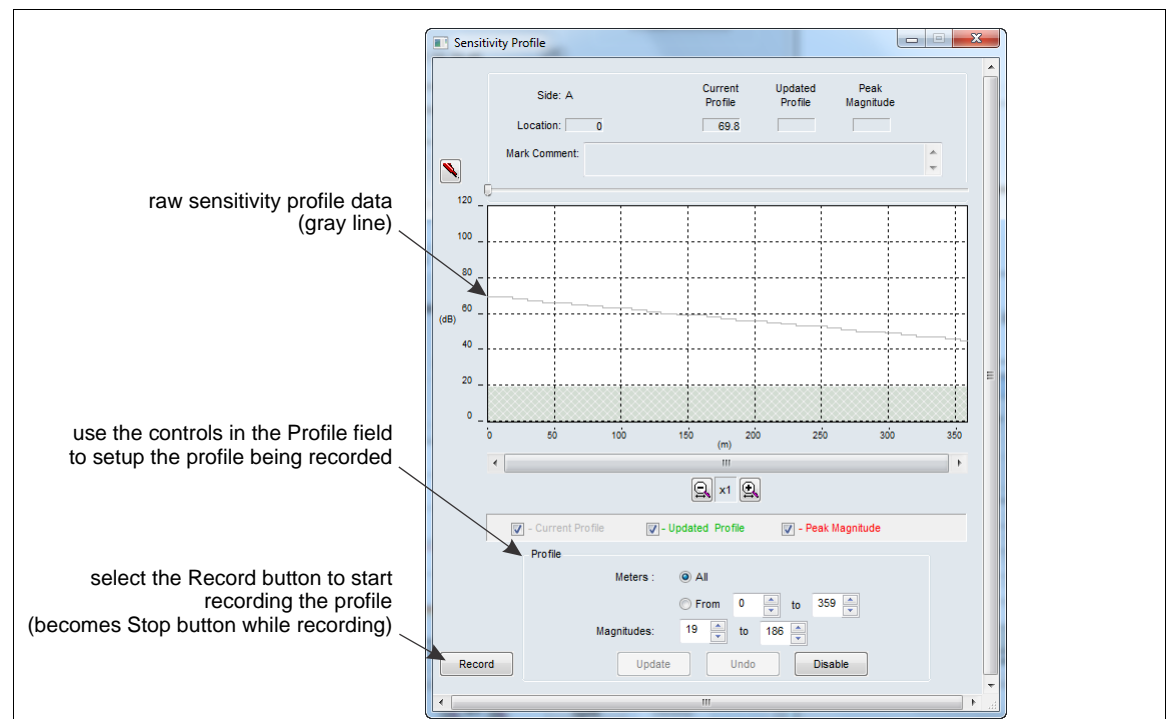 Sensitivity Profile
Side: A
Current Profile
Updated Profile
Peak Magnitude
Location: 0
69.8
Mark Comment:
raw sensitivity profile data
(gray line)
120
100
80
60
(dB)
40
20
0
0 50 100 150 200 250 300 350
(m)
x1
- Current Profile
- Updated Profile
- Peak Magnitude
use the controls in the Profile field
to setup the profile being recorded
Profile
Meters : All
From 0 to 359
Magnitudes: 19 to 186
select the Record button to start
recording the profile
(becomes Stop button while recording)
Record
Update
Undo
Disable